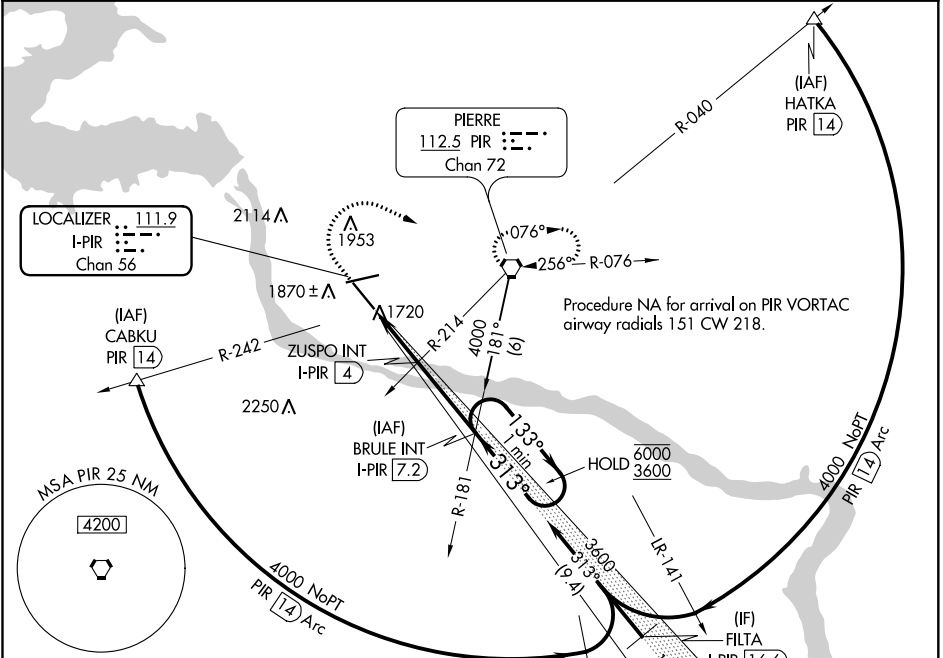 (IAF)
HATKA
PIR 14
R-040
PIERRE
112.5 PIR
Chan 72
LOCALIZER 111.9
I-PIR
Chan 56
2114
1953
076°
256° R-076
1870 ±
1720
Procedure NA for arrival on PIR VORTAC
airway radials 151 CW 218.
(IAF)
CABKU
PIR 14
R-242
ZUSPO INT
I-PIR 4
R-214
4000
181°
(6)
2250
(IAF)
BRULE INT
I-PIR 7.2
133°
1 min
313°
HOLD 6000
3600
R-181
MSA PIR 25 NM
4200
4000 NoPT
PIR 14 Arc
4000 NoPT
PIR 14 Arc
3600
313°
(9.4)
LR-141
(IF)
FILTA